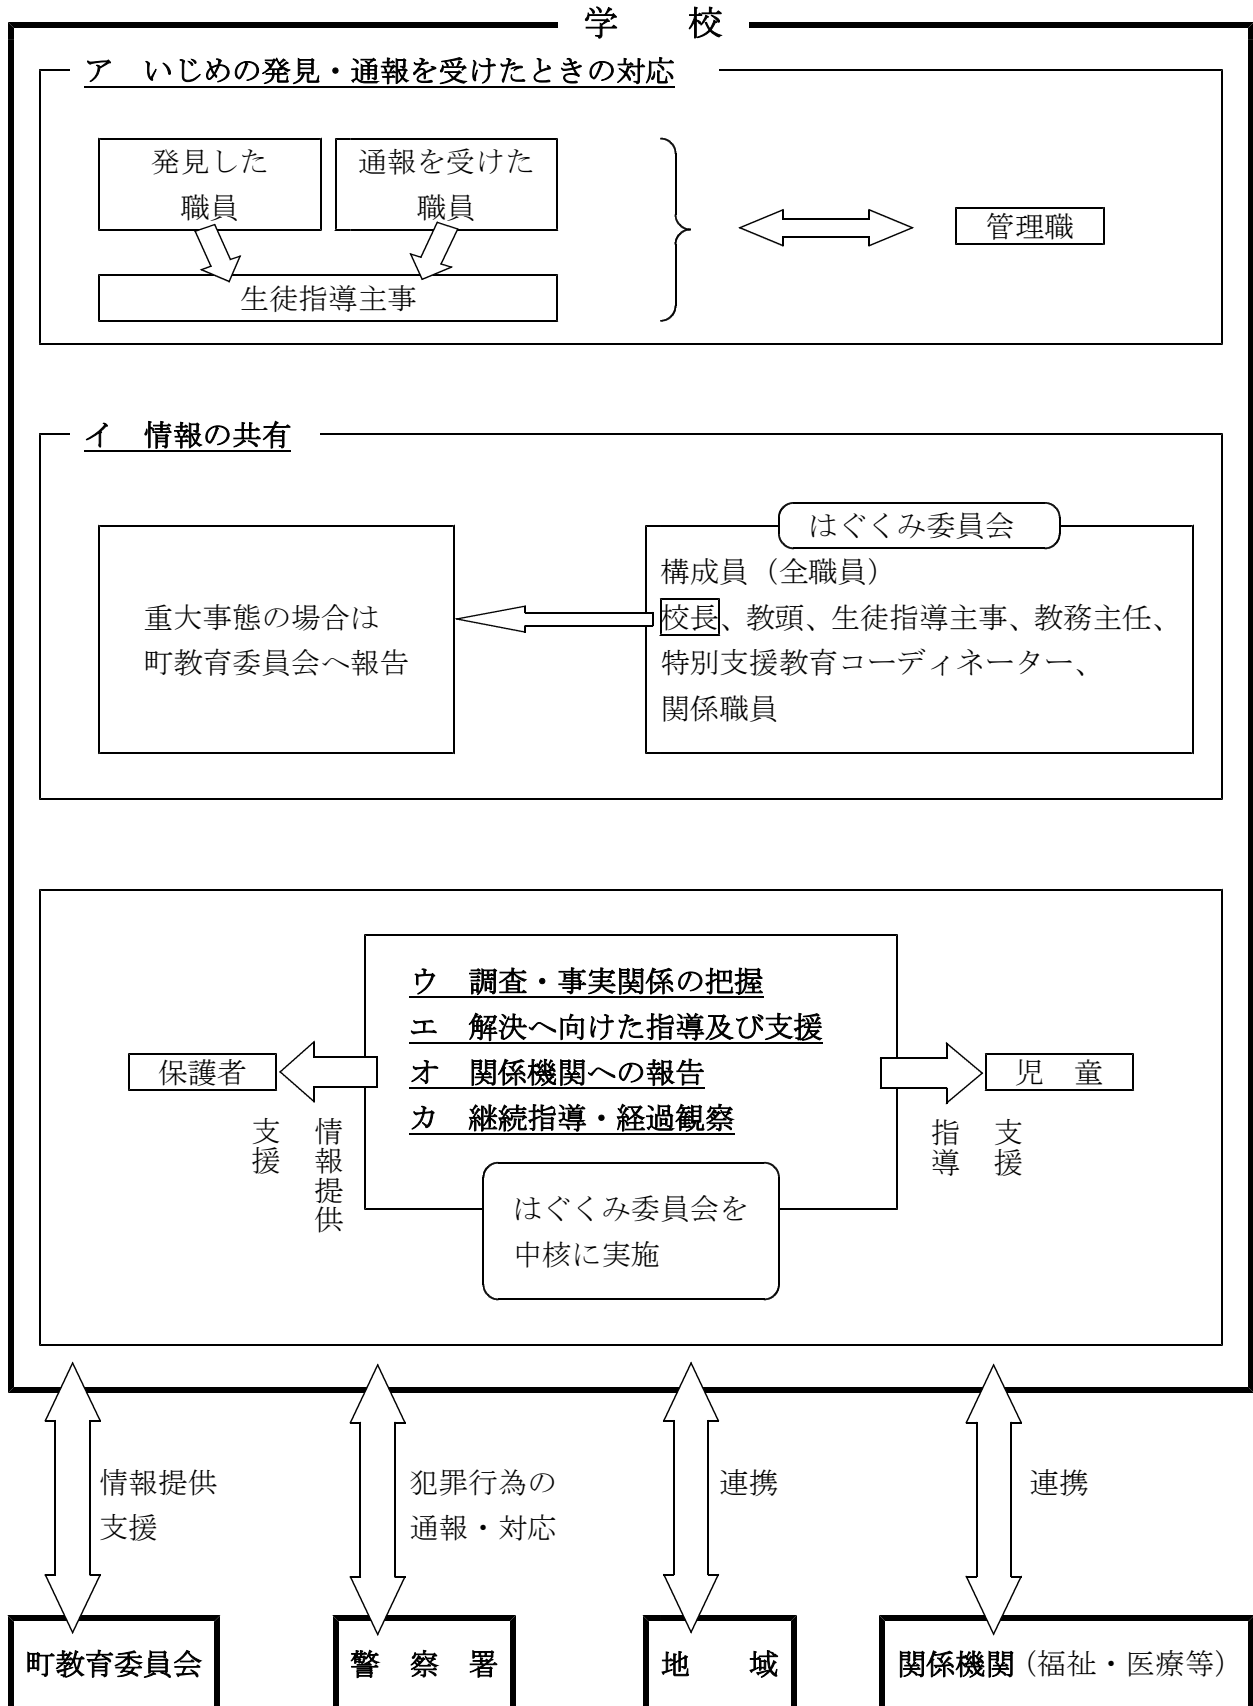 学　校
ア　いじめの発見・通報を受けたときの対応
発見した
職員
通報を受けた
職員
生徒指導主事
管理職
イ　情報の共有
重大事態の場合は
町教育委員会へ報告
はぐくみ委員会
構成員（全職員）
校長、教頭、生徒指導主事、教務主任、
特別支援教育コーディネーター、
関係職員
ウ　調査・事実関係の把握
エ　解決へ向けた指導及び支援
オ　関係機関への報告
カ　継続指導・経過観察
保護者
情報提供
支援
児　童
支援
指導
はぐくみ委員会を
中核に実施
情報提供
支援
犯罪行為の
通報・対応
連携
連携
町教育委員会
警　察　署
地　域
関係機関（福祉・医療等）